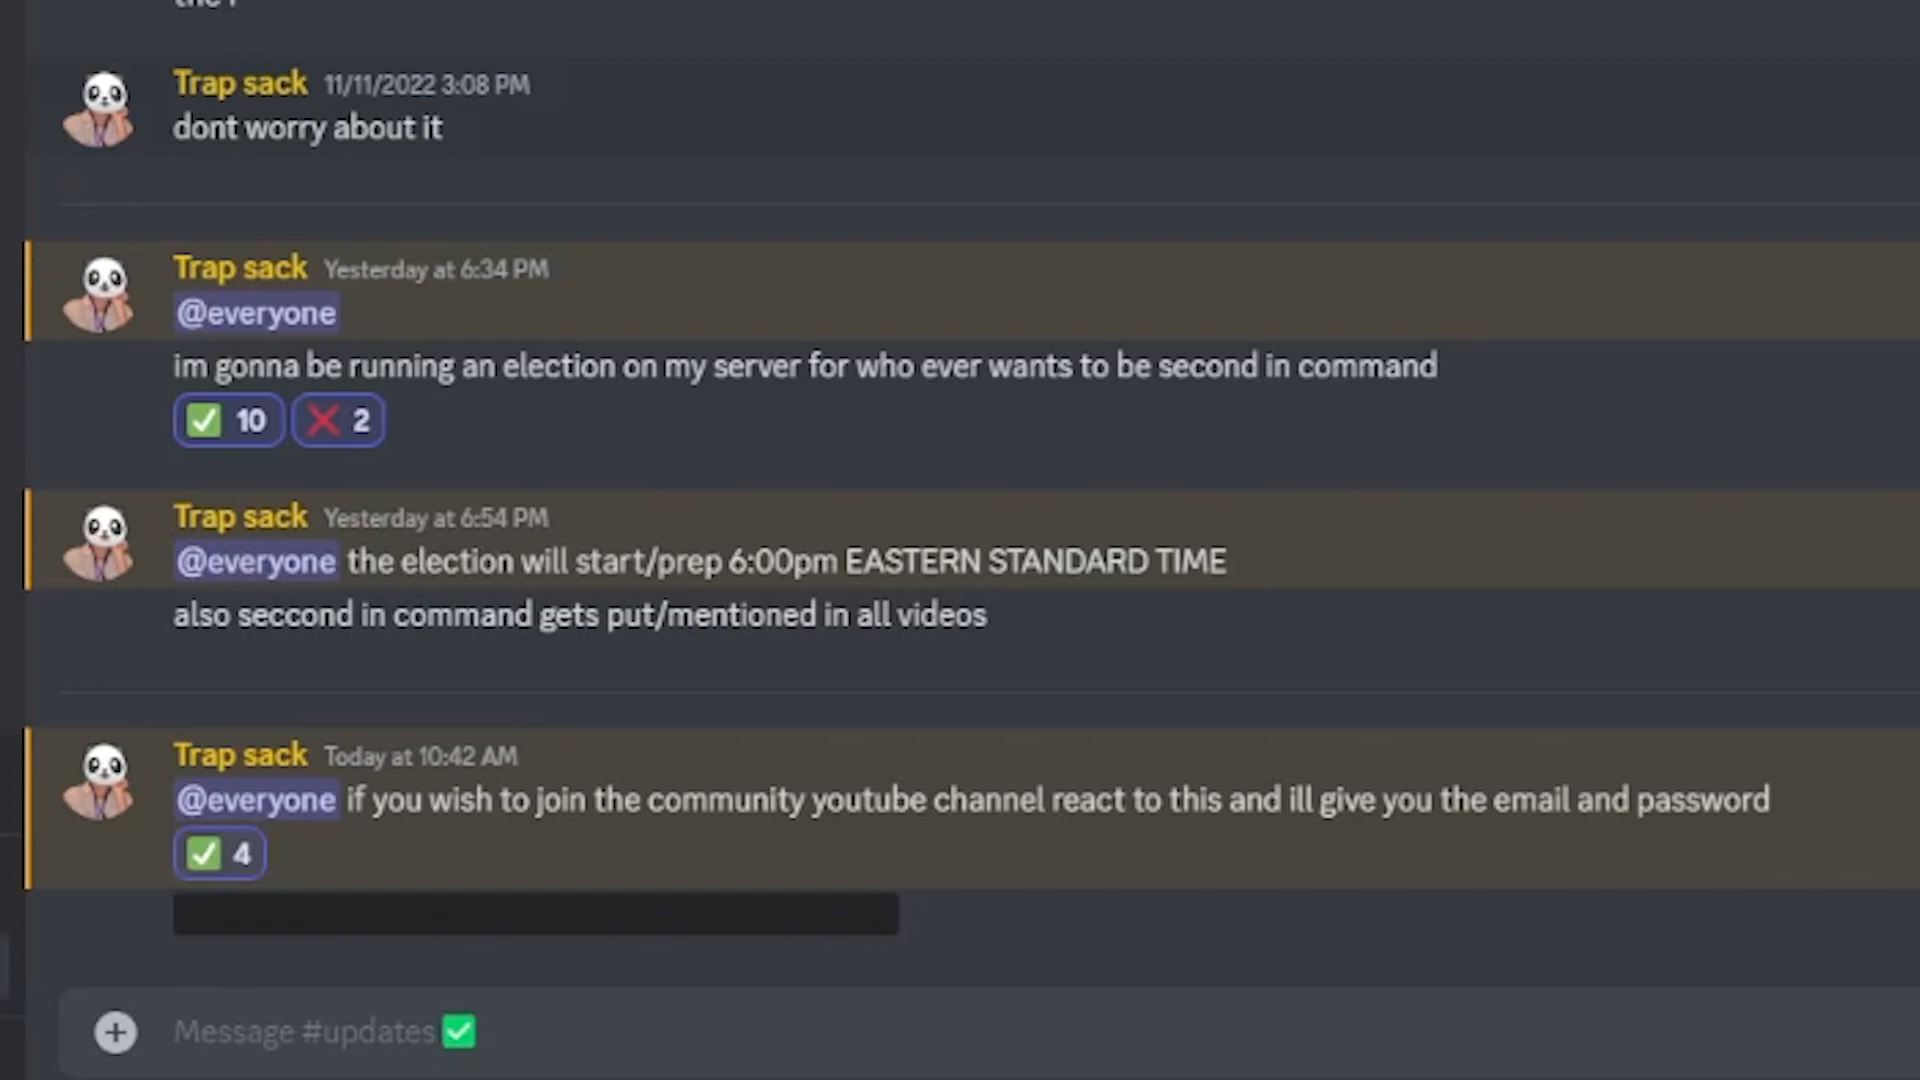 Trap sack 11/11/2022 3:08 PM
dont worry about it
Trap sack Yesterday at 6:34 PM
@everyone
im gonna be running an election on my server for who ever wants to be second in command
✅ 10 ❌ 2
Trap sack Yesterday at 6:54 PM
@everyone the election will start/prep 6:00pm EASTERN STANDARD TIME
also seccond in command gets put/mentioned in all videos
Trap sack Today at 10:42 AM
@everyone if you wish to join the community youtube channel react to this and ill give you the email and password
✅ 4
Message #updates✅